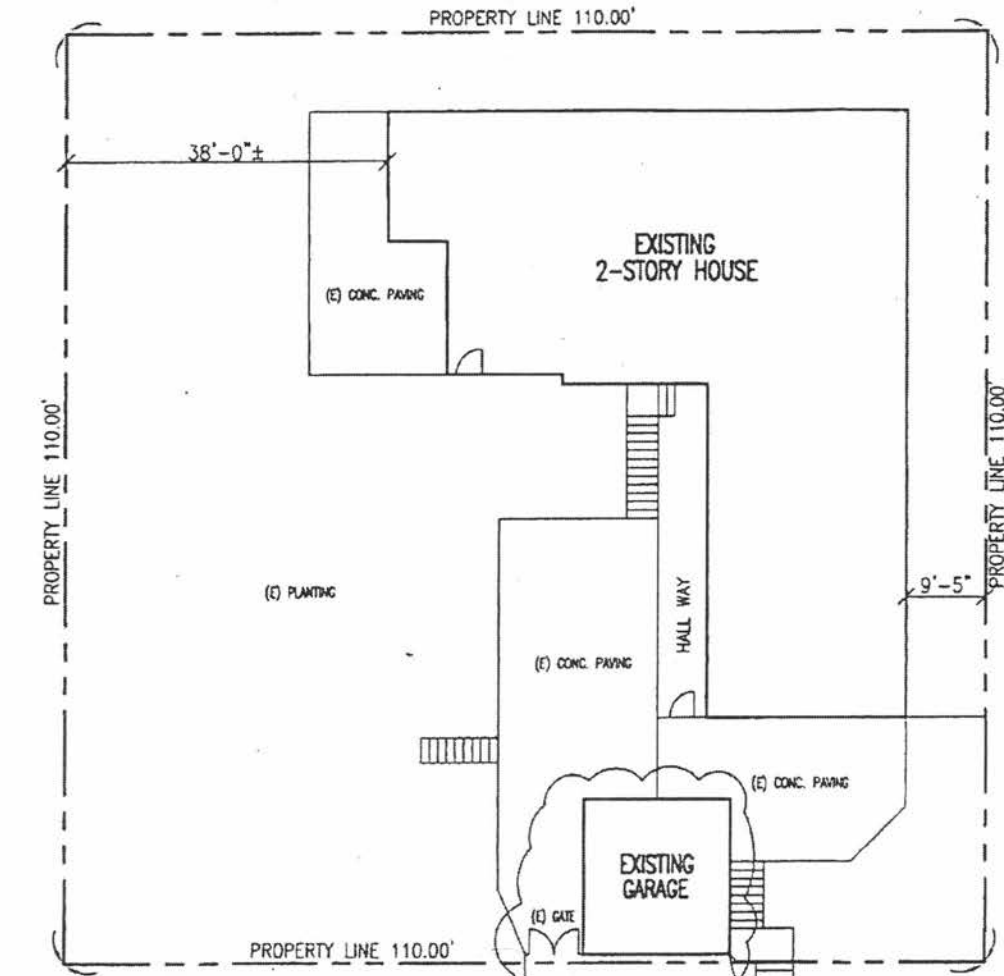 PROPERTY LINE 110.00'
38'-0"±
EXISTING
2-STORY HOUSE
(E) CONC. PAVING
PROPERTY LINE 110.00'
PROPERTY LINE 110.00'
(E) PLANTING
9'-5"
HALL WAY
(E) CONC. PAVING
(E) CONC. PAVING
EXISTING
GARAGE
(E) GATE
PROPERTY LINE 110.00'